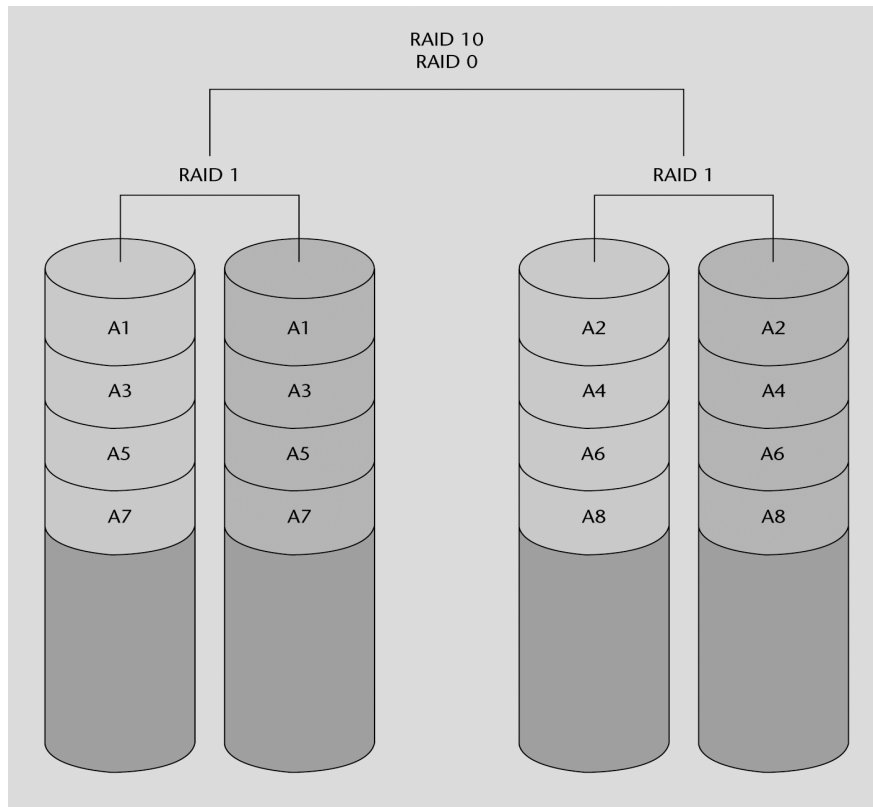 RAID 10
RAID 0
RAID 1
RAID 1
A1 A1 A2 A2
A3 A3 A4 A4
A5 A5 A6 A6
A7 A7 A8 A8